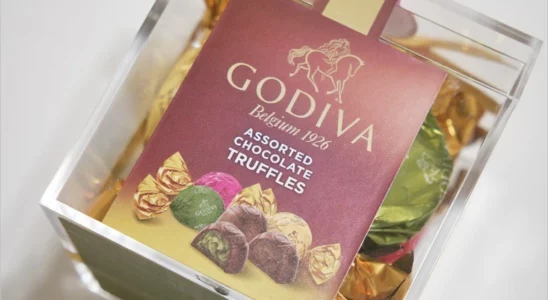 GODIVA
Belgium 1926
ASSORTED
CHOCOLATE
TRUFFLES